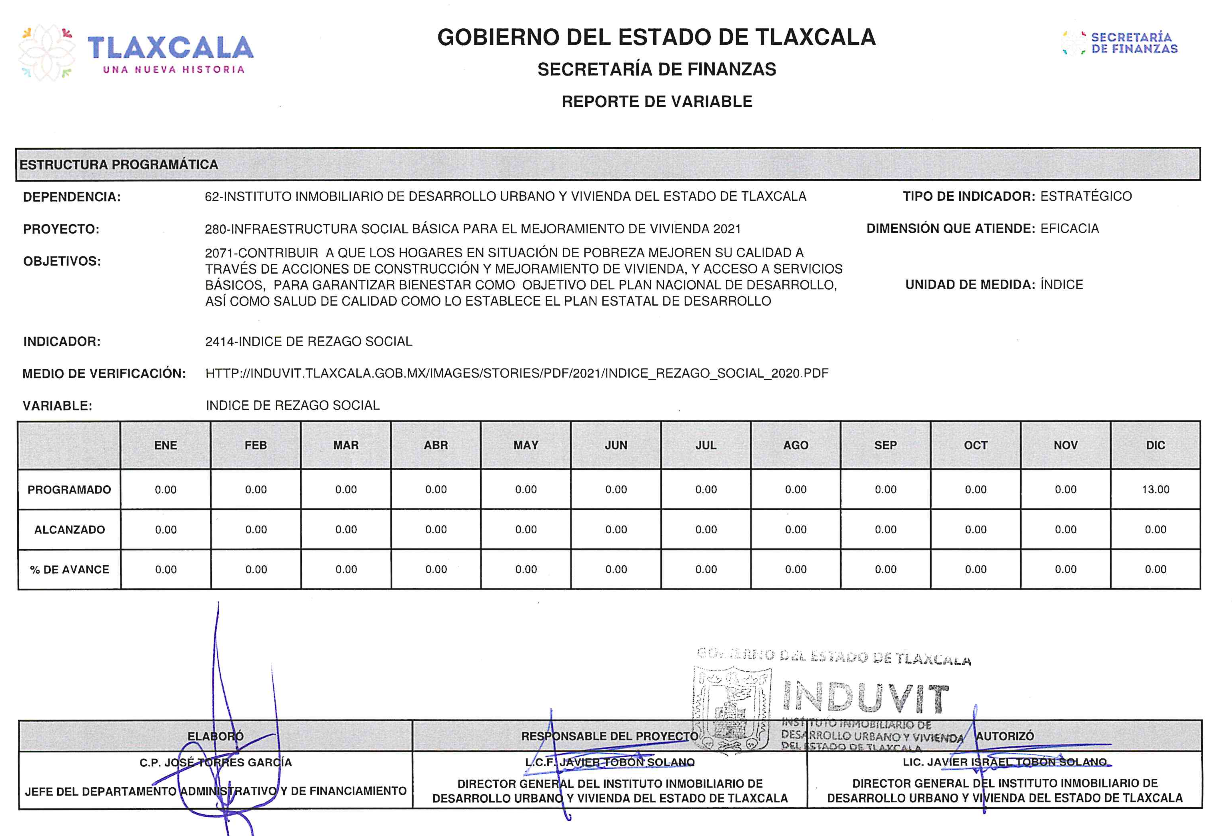 TLAXCALA
UNA NUEVA HISTORIA
GOBIERNO DEL ESTADO DE TLAXCALA
SECRETARÍA DE FINANZAS
REPORTE DE VARIABLE
SECRETARÍA
DE FINANZAS
ESTRUCTURA PROGRAMÁTICA
DEPENDENCIA: 62-INSTITUTO INMOBILIARIO DE DESARROLLO URBANO Y VIVIENDA DEL ESTADO DE TLAXCALA TIPO DE INDICADOR: ESTRATÉGICO
PROYECTO: 280-INFRAESTRUCTURA SOCIAL BÁSICA PARA EL MEJORAMIENTO DE VIVIENDA 2021 DIMENSIÓN QUE ATIENDE: EFICACIA
OBJETIVOS: 2071-CONTRIBUIR A QUE LOS HOGARES EN SITUACIÓN DE POBREZA MEJOREN SU CALIDAD A
TRAVÉS DE ACCIONES DE CONSTRUCCIÓN Y MEJORAMIENTO DE VIVIENDA, Y ACCESO A SERVICIOS
BÁSICOS, PARA GARANTIZAR BIENESTAR COMO OBJETIVO DEL PLAN NACIONAL DE DESARROLLO,
ASÍ COMO SALUD DE CALIDAD COMO LO ESTABLECE EL PLAN ESTATAL DE DESARROLLO
UNIDAD DE MEDIDA: ÍNDICE
INDICADOR: 2414-INDICE DE REZAGO SOCIAL
MEDIO DE VERIFICACIÓN: HTTP://INDUVIT.TLAXCALA.GOB.MX/IMAGES/STORIES/PDF/2021/INDICE_REZAGO_SOCIAL_2020.PDF
VARIABLE: INDICE DE REZAGO SOCIAL
ENE FEB MAR ABR MAY JUN JUL AGO SEP OCT NOV DIC
PROGRAMADO 0.00 0.00 0.00 0.00 0.00 0.00 0.00 0.00 0.00 0.00 0.00 13.00
ALCANZADO 0.00 0.00 0.00 0.00 0.00 0.00 0.00 0.00 0.00 0.00 0.00 0.00
% DE AVANCE 0.00 0.00 0.00 0.00 0.00 0.00 0.00 0.00 0.00 0.00 0.00 0.00
GOBIERNO DEL ESTADO DE TLAXCALA
INDUVIT
INSTITUTO INMOBILIARIO DE
DESARROLLO URBANO Y VIVIENDA
DEL ESTADO DE TLAXCALA
ELABORÓ
C.P. JOSÉ TORRES GARCÍA
JEFE DEL DEPARTAMENTO ADMINISTRATIVO Y DE FINANCIAMIENTO
RESPONSABLE DEL PROYECTO
L.C.F. JAVIER TOBON SOLANO
DIRECTOR GENERAL DEL INSTITUTO INMOBILIARIO DE
DESARROLLO URBANO Y VIVIENDA DEL ESTADO DE TLAXCALA
AUTORIZÓ
LIC. JAVIER ISRAEL TOBON SOLANO
DIRECTOR GENERAL DEL INSTITUTO INMOBILIARIO DE
DESARROLLO URBANO Y VIVIENDA DEL ESTADO DE TLAXCALA